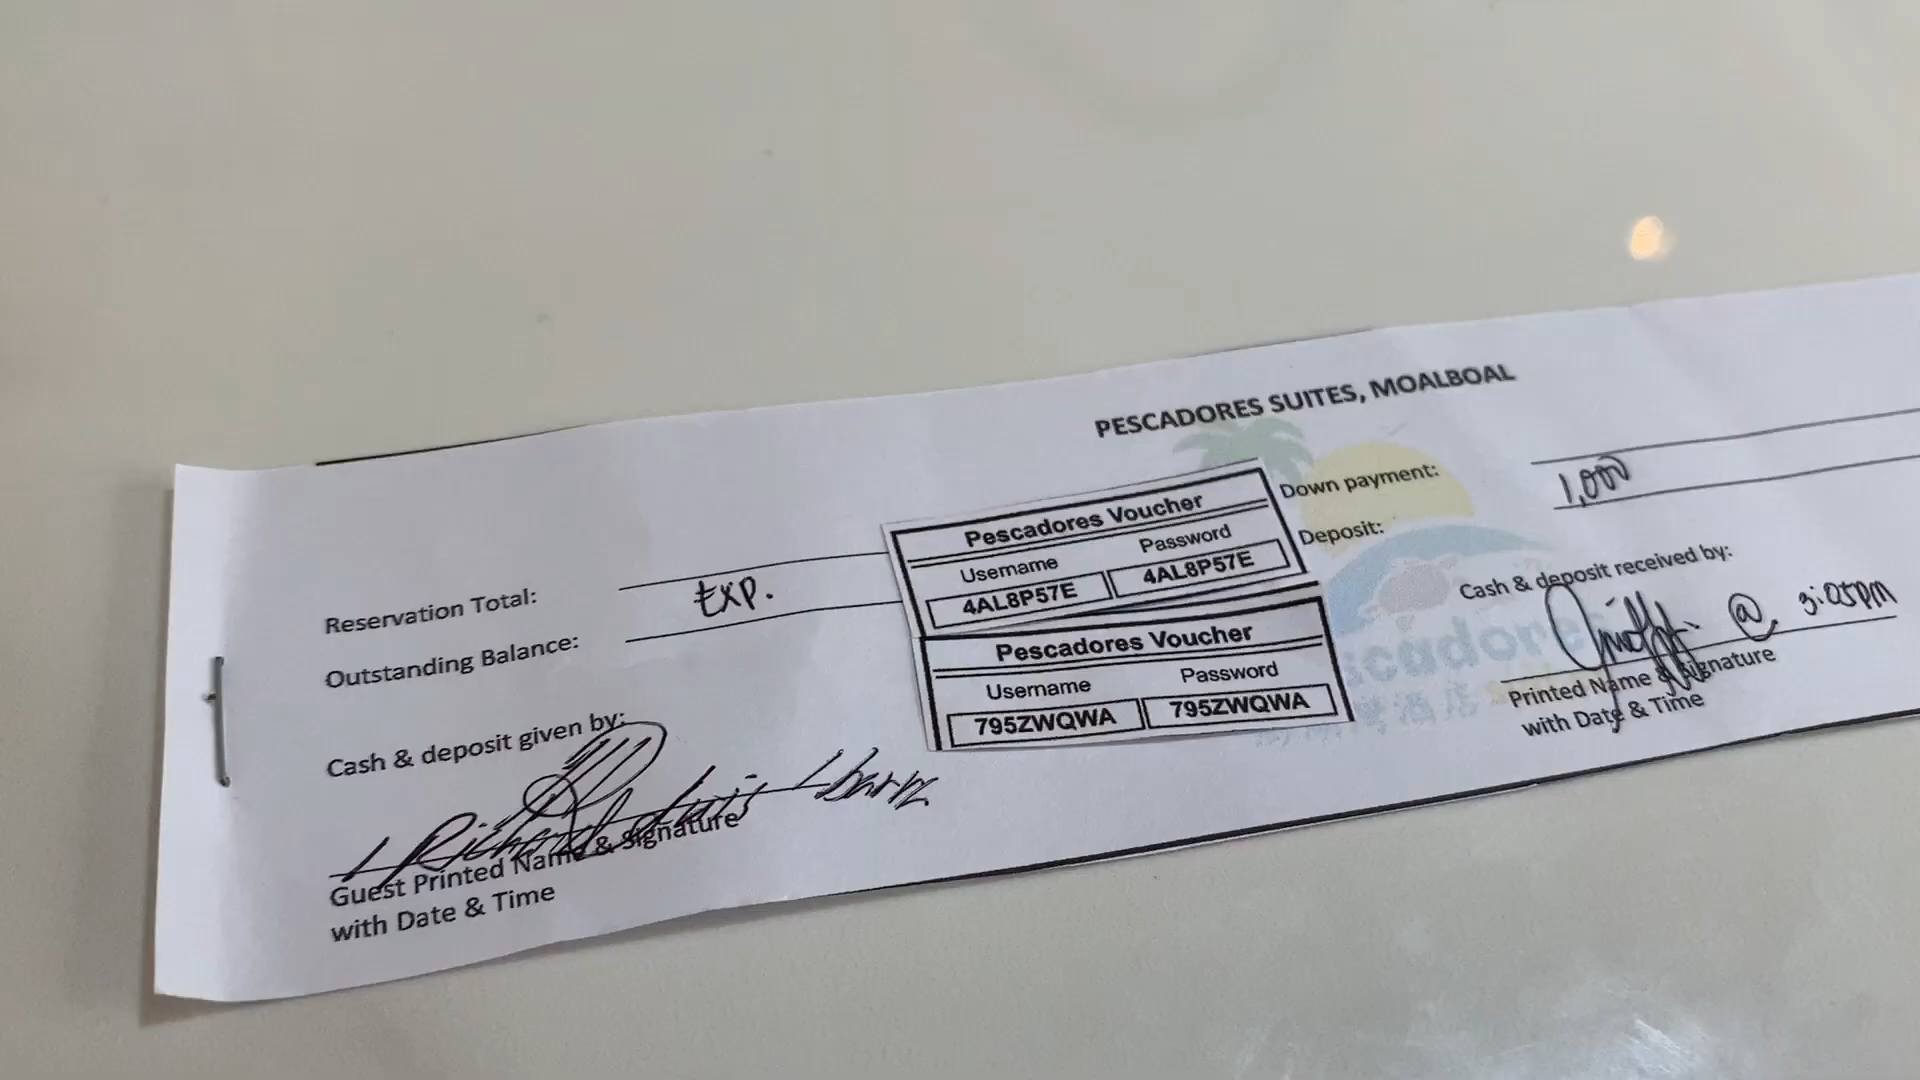 PESCADORES SUITES, MOALBOAL
Reservation Total: Exp.
Outstanding Balance:
Cash & deposit given by:
Guest Printed Name & Signature
with Date & Time
Pescadores Voucher
Username Password
4AL8P57E 4AL8P57E
Pescadores Voucher
Username Password
795ZWQWA 795ZWQWA
Down payment:
Deposit: 1,000
Cash & deposit received by:
@ 3:05pm
Printed Name & Signature
with Date & Time